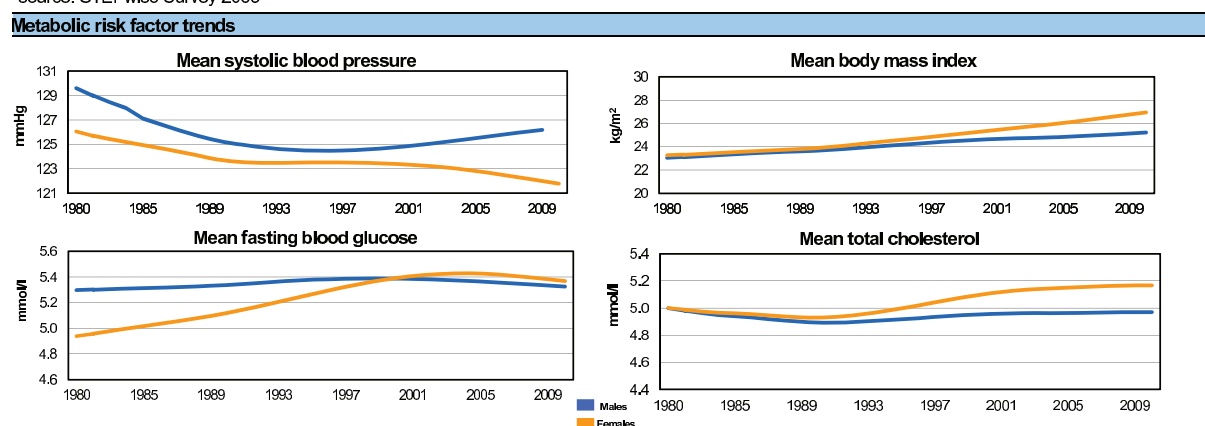 Metabolic risk factor trends
Mean systolic blood pressure
131
129
127
125
123
121
mmHg
1980 1985 1989 1993 1997 2001 2005 2009
Mean body mass index
30
28
26
24
22
20
kg/m²
1980 1985 1989 1993 1997 2001 2005 2009
Mean fasting blood glucose
5.6
5.4
5.2
5.0
4.8
4.6
mmol/l
1980 1985 1989 1993 1997 2001 2005 2009
Mean total cholesterol
5.4
5.2
5.0
4.8
4.6
4.4
mmol/l
1980 1985 1989 1993 1997 2001 2005 2009
Males
Females